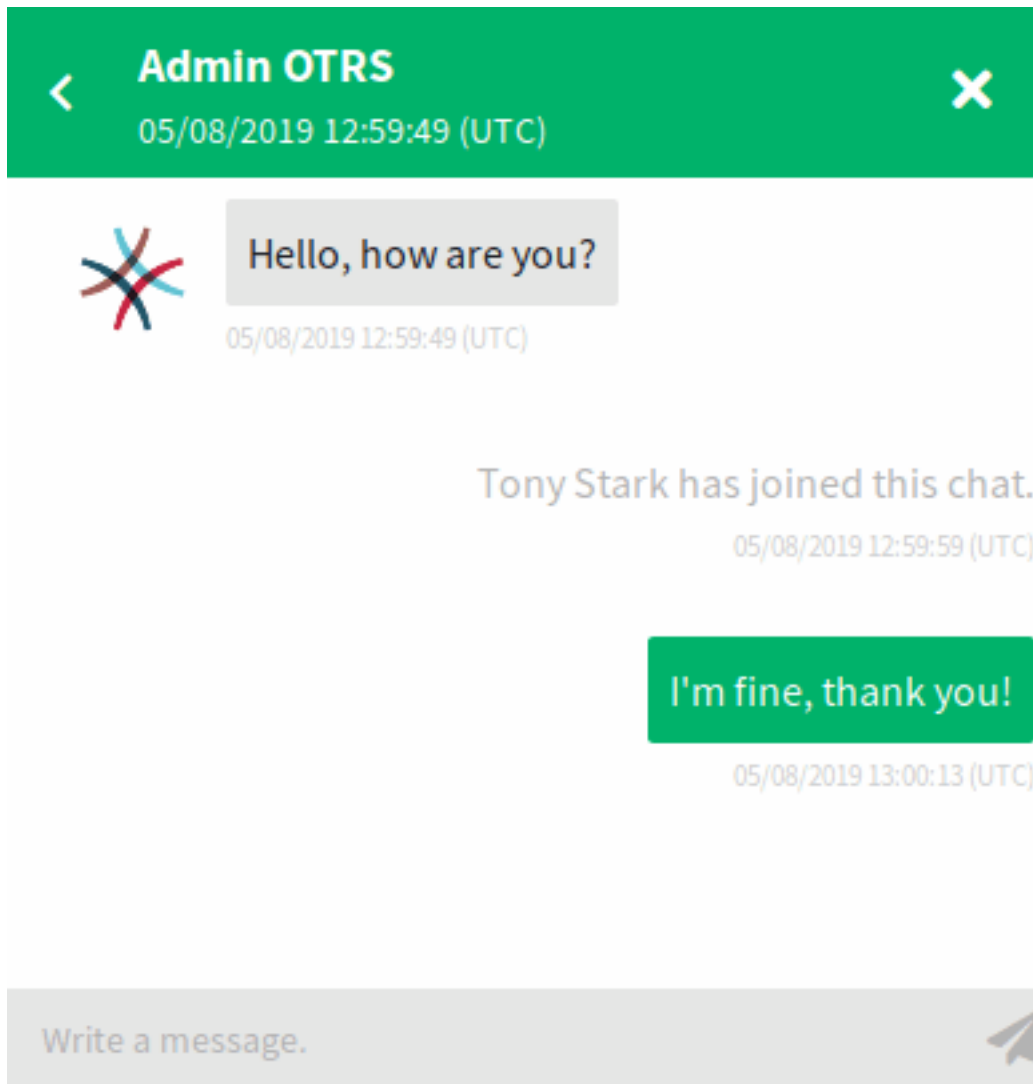 Admin OTRS
05/08/2019 12:59:49 (UTC)
Hello, how are you?
05/08/2019 12:59:49 (UTC)
Tony Stark has joined this chat.
05/08/2019 12:59:59 (UTC)
I'm fine, thank you!
05/08/2019 13:00:13 (UTC)
Write a message.